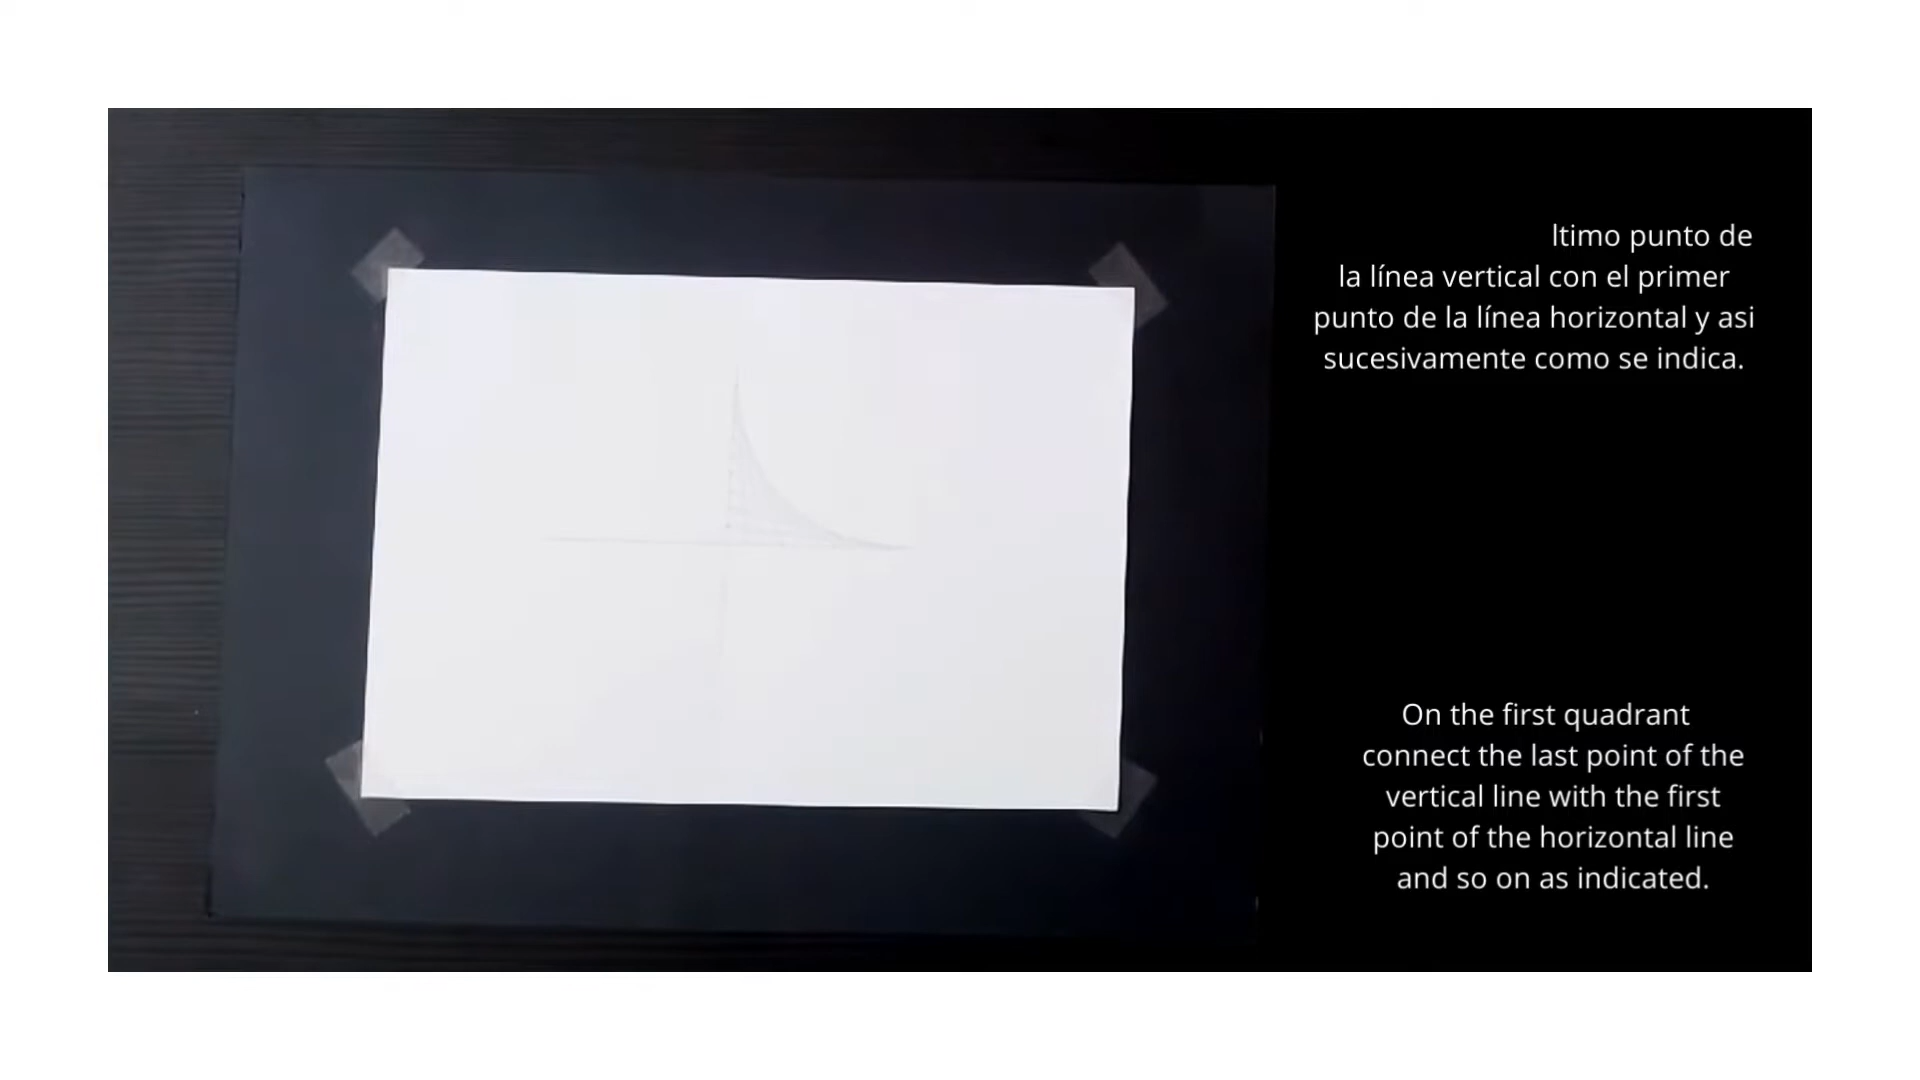 ltimo punto de
la línea vertical con el primer
punto de la línea horizontal y asi
sucesivamente como se indica.
On the first quadrant
connect the last point of the
vertical line with the first
point of the horizontal line
and so on as indicated.